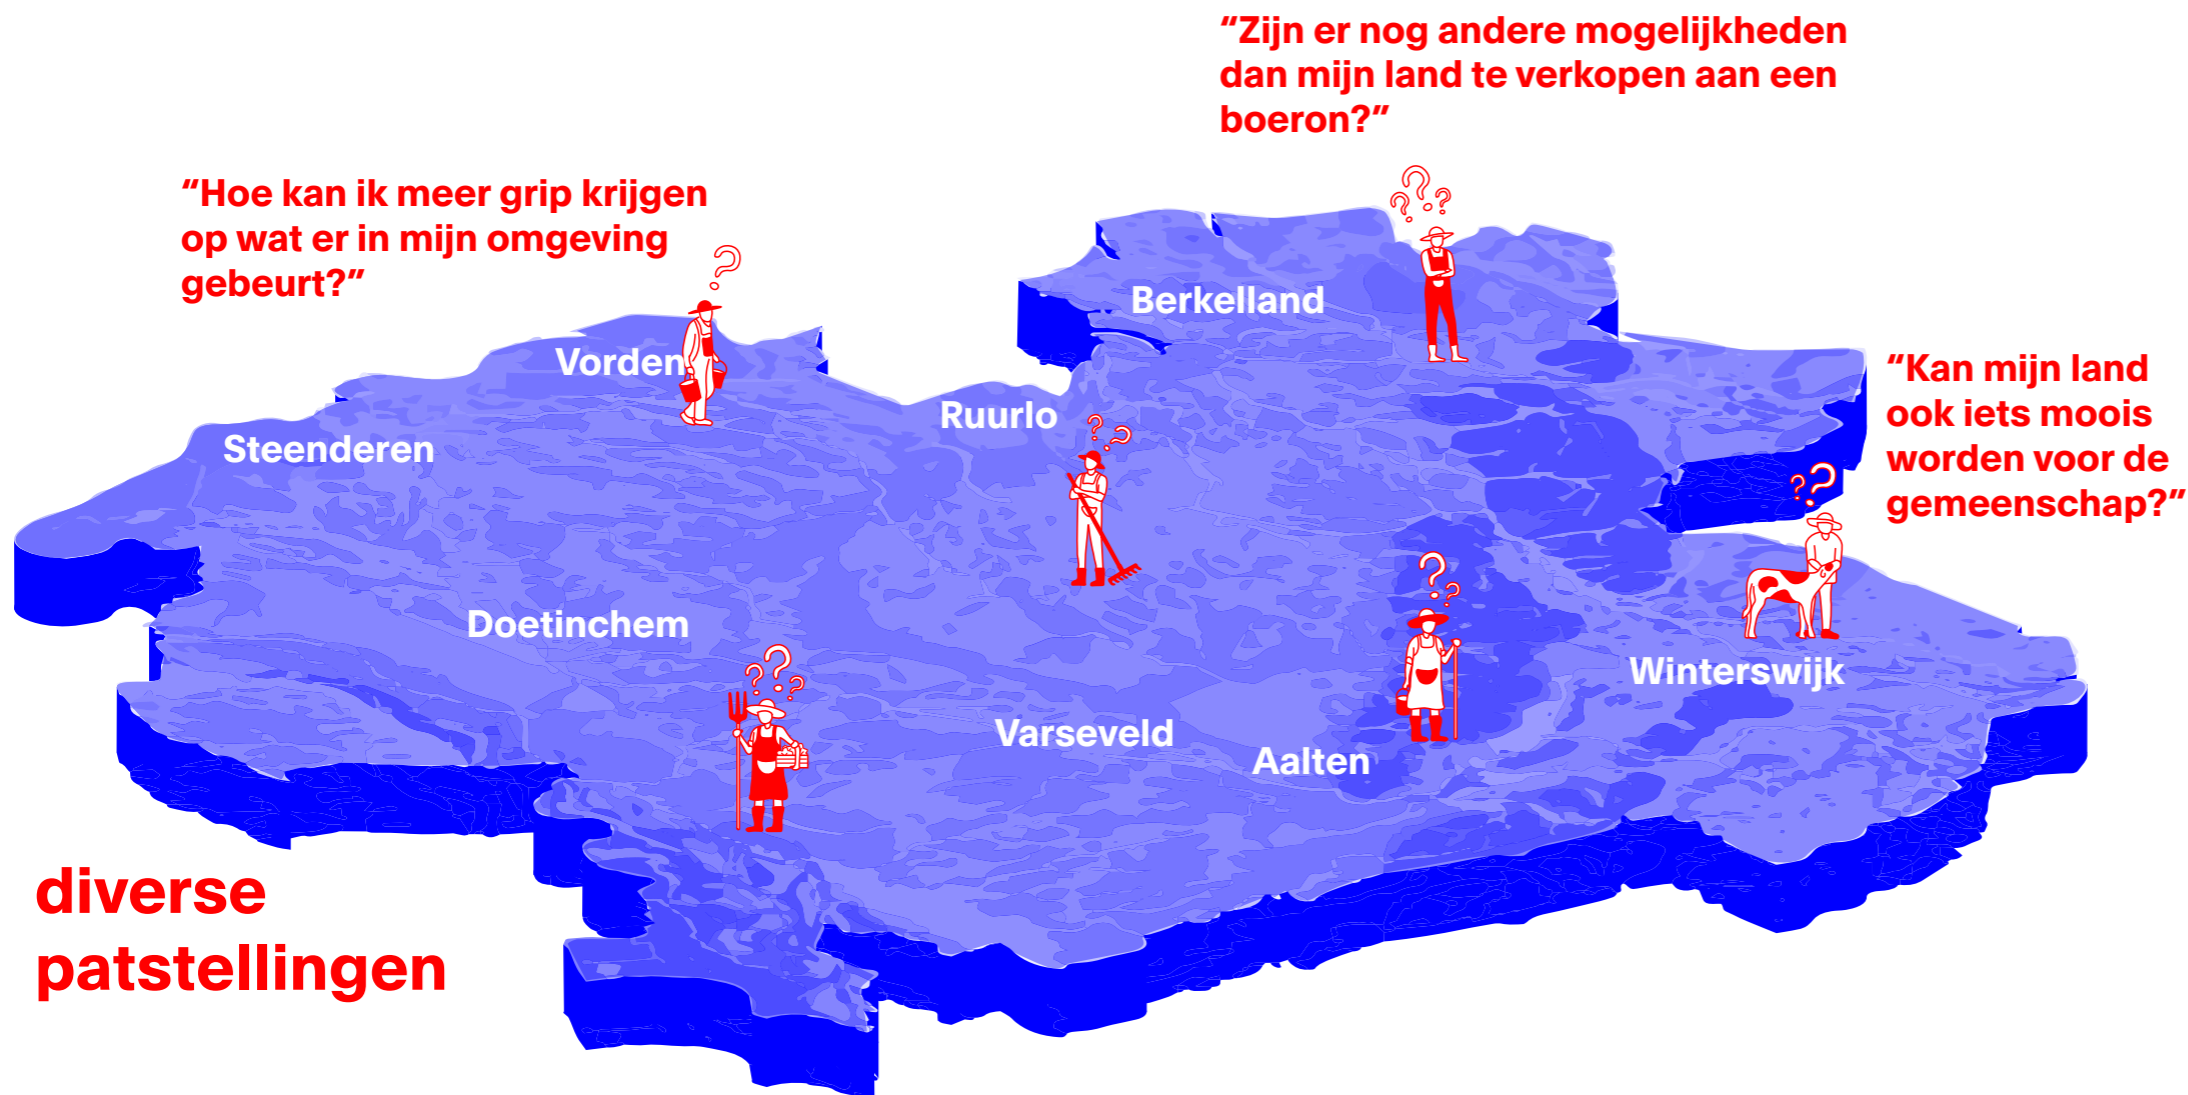 “Zijn er nog andere mogelijkheden
dan mijn land te verkopen aan een
boeron?”
“Hoe kan ik meer grip krijgen
op wat er in mijn omgeving
gebeurt?”
Berkelland
Vorden
“Kan mijn land
ook iets moois
worden voor de
gemeenschap?”
Ruurlo
Steenderen
Doetinchem
Winterswijk
Varseveld
Aalten
diverse
patstellingen